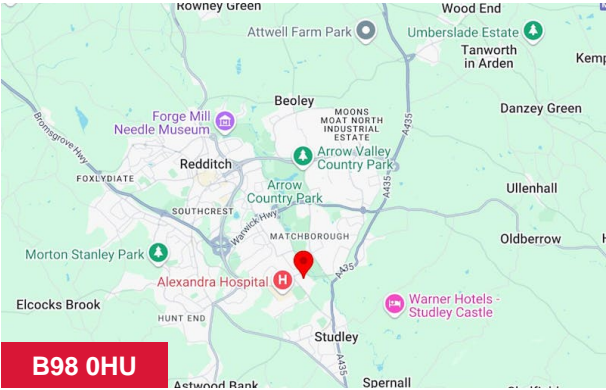 Rowney Green
Wood End
Attwell Farm Park
Umberslade Estate
Tanworth
in Arden
Beoley
MOONS
MOAT NORTH
INDUSTRIAL
ESTATE
A435
Danzey Green
Forge Mill
Needle Museum
Bromsgrove Hwy
Redditch
Arrow Valley
Country Park
FOXLYDIATE
Arrow
Country Park
A435
Ullenhall
SOUTHCREST
Warwick Hwy
MATCHBOROUGH
Oldberrow
Morton Stanley Park
A435
Alexandra Hospital
H
Warner Hotels -
Studley Castle
Elcocks Brook
HUNT END
Studley
A435
B98 0HU
Astwood Bank
Spernall